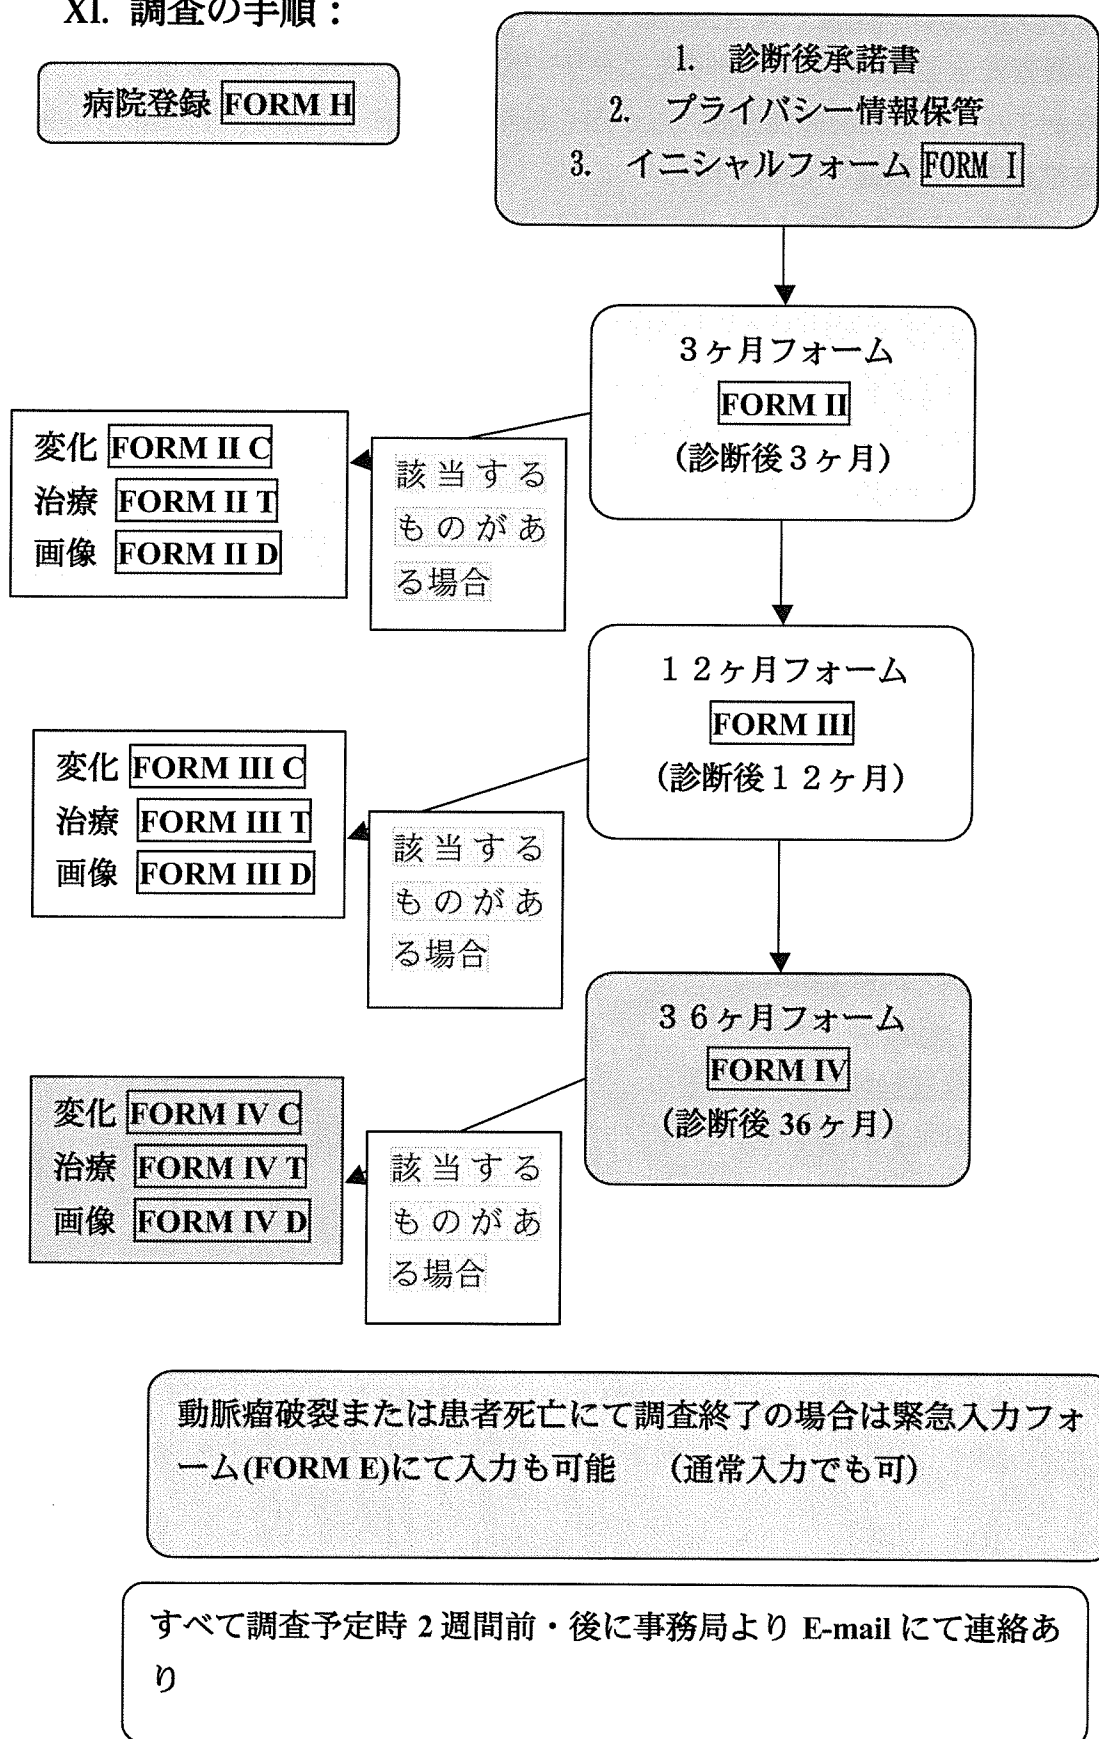 XI. 調査の手順：
病院登録 FORM H
1. 診断後承諾書
2. プライバシー情報保管
3. イニシャルフォーム FORM I
３ヶ月フォーム
FORM II
（診断後３ヶ月）
該当する
ものがあ
る場合
変化 FORM II C
治療 FORM II T
画像 FORM II D
１２ヶ月フォーム
FORM III
（診断後１２ヶ月）
該当する
ものがあ
る場合
変化 FORM III C
治療 FORM III T
画像 FORM III D
３６ヶ月フォーム
FORM IV
（診断後 36 ヶ月）
該当する
ものがあ
る場合
変化 FORM IV C
治療 FORM IV T
画像 FORM IV D
動脈瘤破裂または患者死亡にて調査終了の場合は緊急入力フォ
ーム(FORM E)にて入力も可能　（通常入力でも可）
すべて調査予定時 2 週間前・後に事務局より E-mail にて連絡あ
り